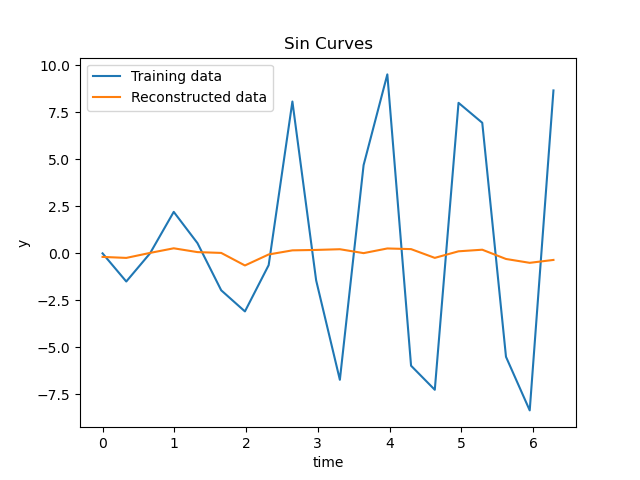 Sin Curves
Training data
Reconstructed data
10.0
7.5
5.0
2.5
0.0
−2.5
−5.0
−7.5
y
0 1 2 3 4 5 6
time